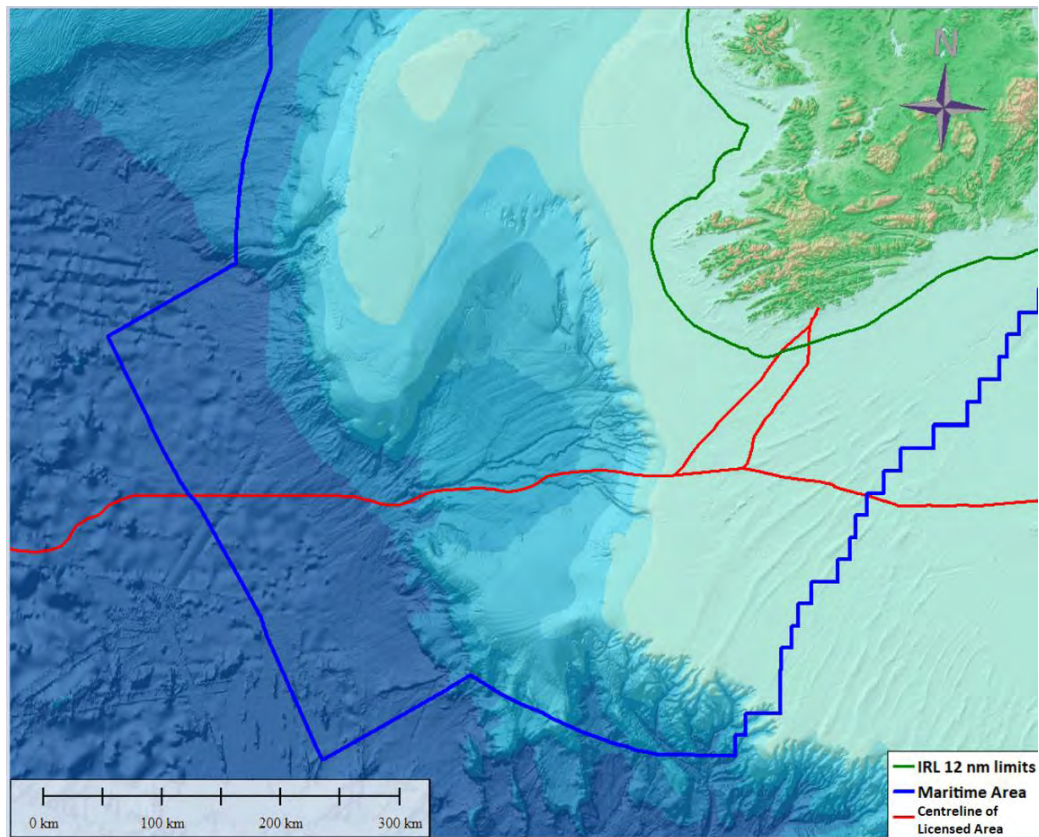 N
IRL 12 nm limits
Maritime Area
Centreline of
Licensed Area
0 km
100 km
200 km
300 km